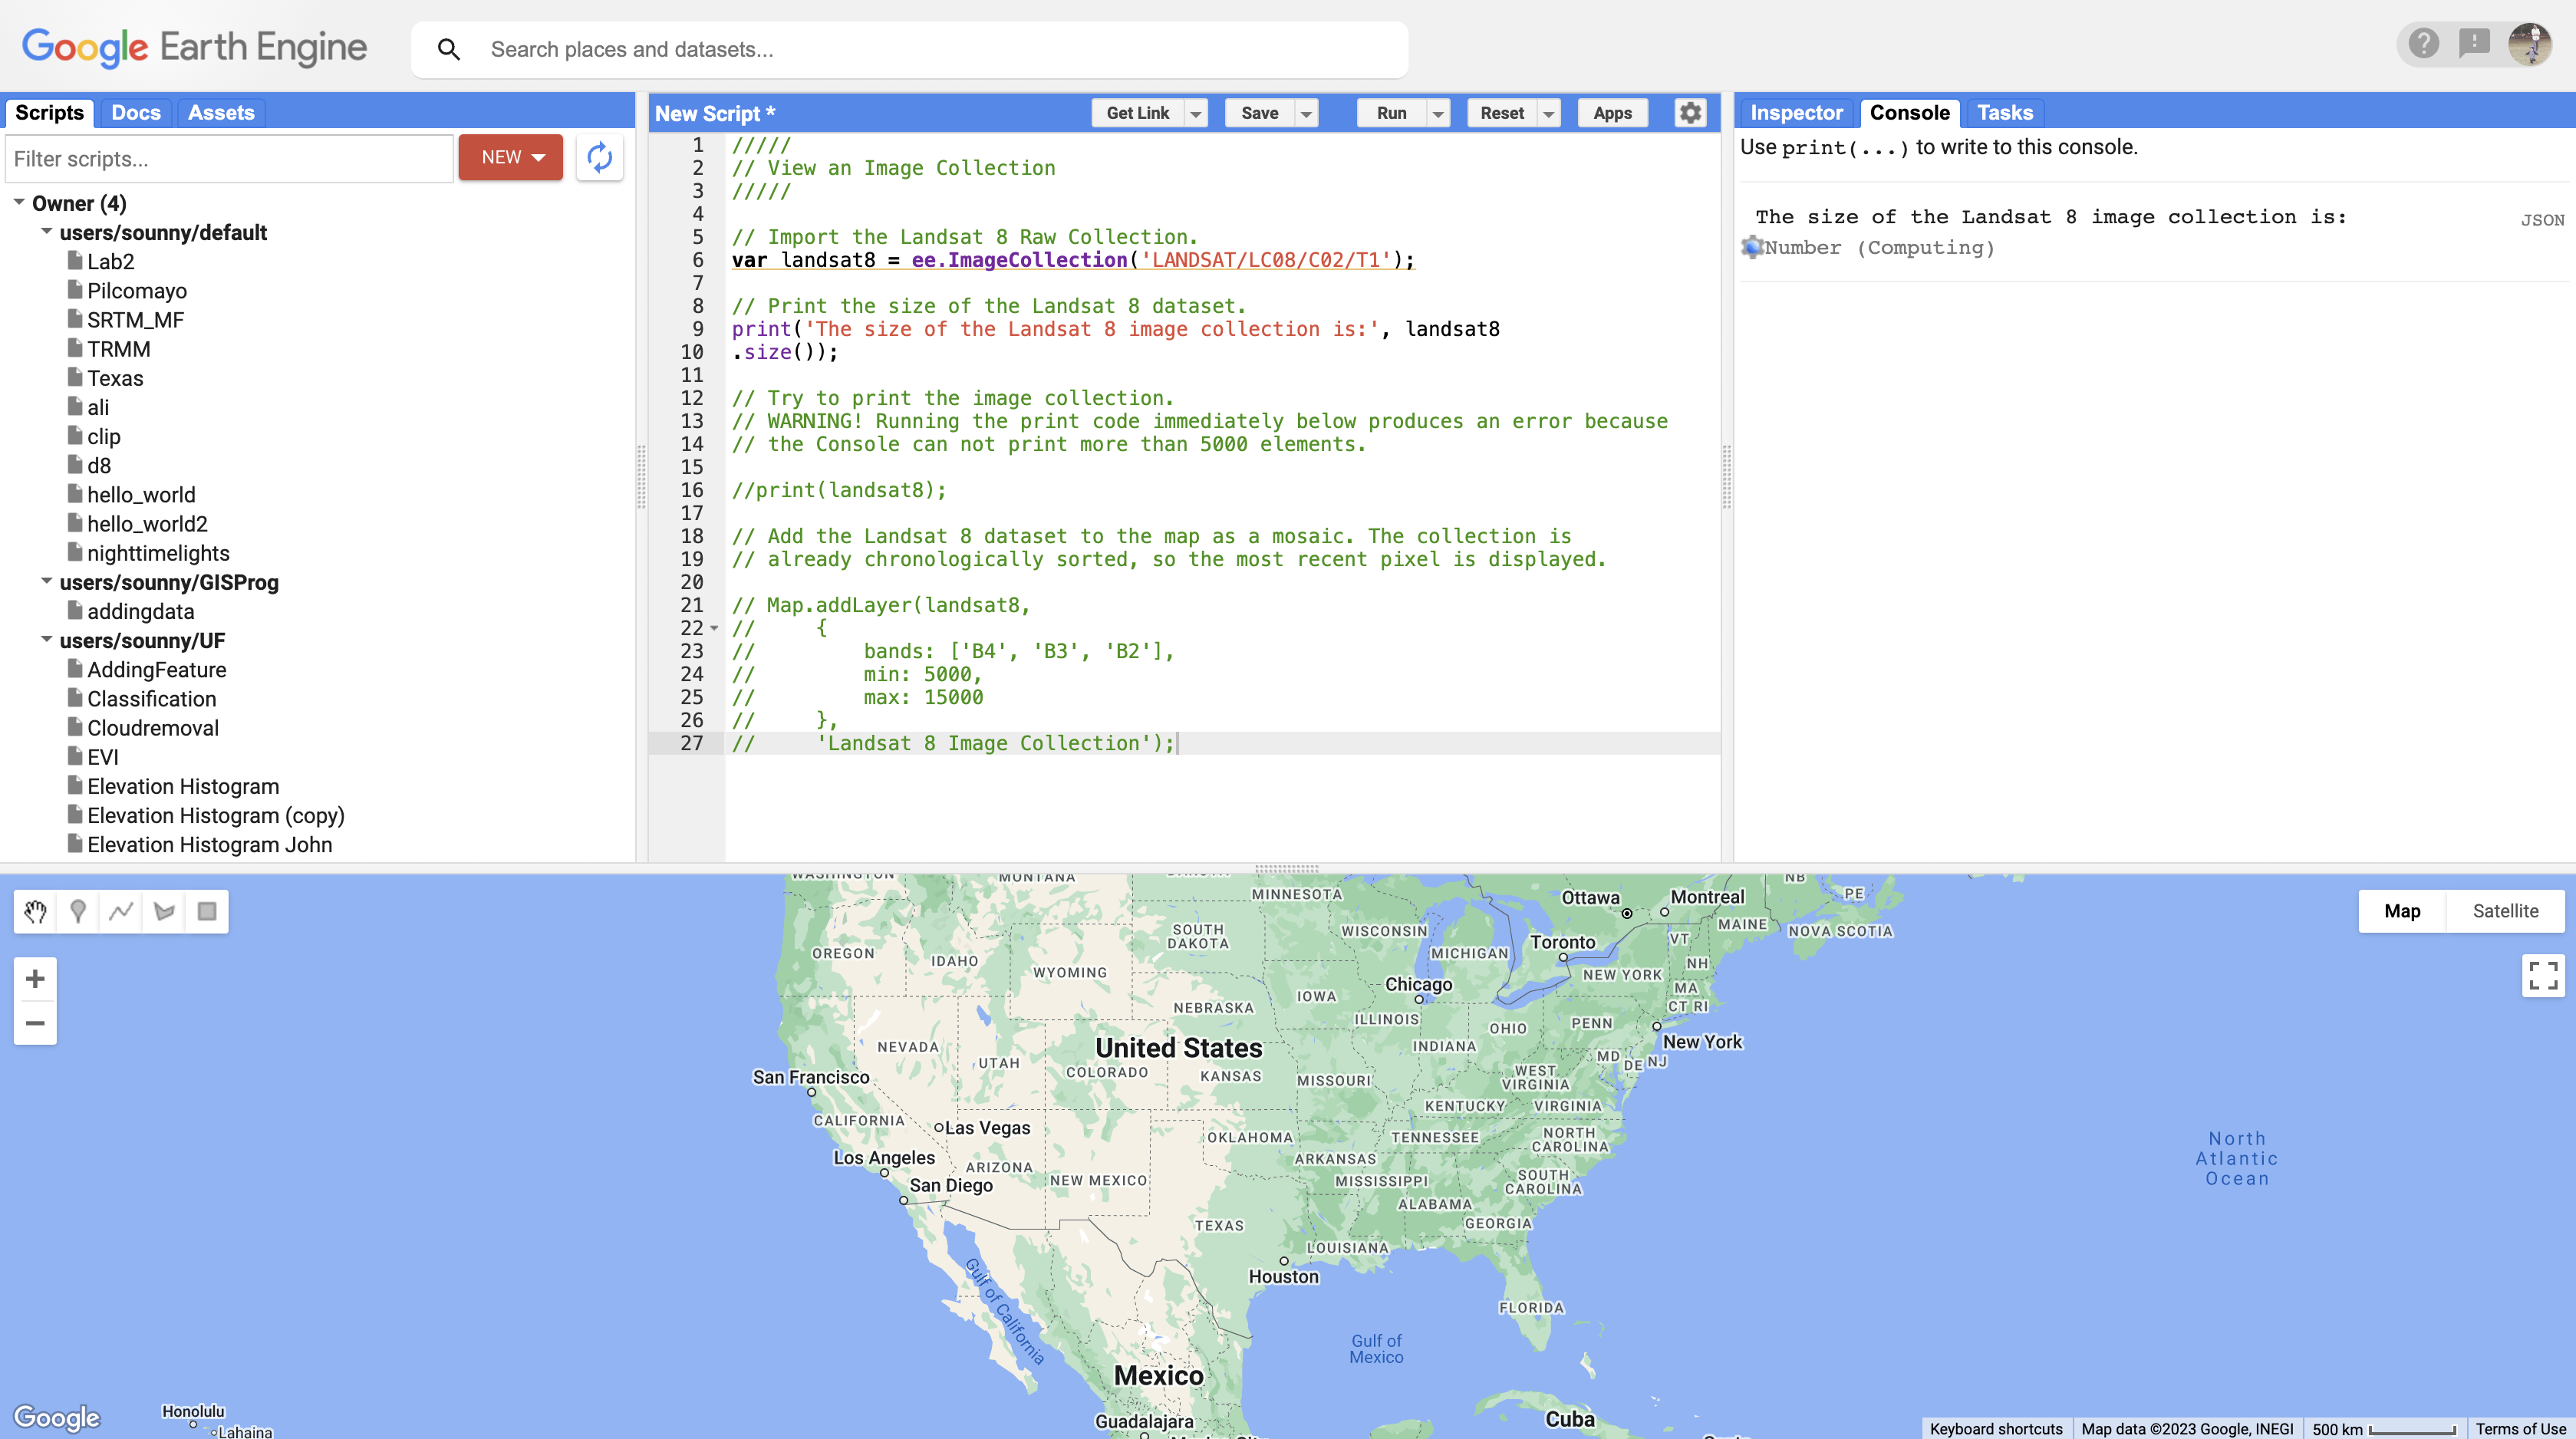 Google Earth Engine
Search places and datasets...
Scripts Docs Assets
Filter scripts...
NEW
Owner (4)
users/sounny/default
Lab2
Pilcomayo
SRTM_MF
TRMM
Texas
ali
clip
d8
hello_world
hello_world2
nighttimelights
users/sounny/GISProg
addingdata
users/sounny/UF
AddingFeature
Classification
Cloudremoval
EVI
Elevation Histogram
Elevation Histogram (copy)
Elevation Histogram John
New Script *
Get Link Save Run Reset Apps
1 /////
2 // View an Image Collection
3 /////
4
5 // Import the Landsat 8 Raw Collection.
6 var landsat8 = ee.ImageCollection('LANDSAT/LC08/C02/T1');
7
8 // Print the size of the Landsat 8 dataset.
9 print('The size of the Landsat 8 image collection is:', landsat8
10 .size());
11
12 // Try to print the image collection.
13 // WARNING! Running the print code immediately below produces an error because
14 // the Console can not print more than 5000 elements.
15
16 //print(landsat8);
17
18 // Add the Landsat 8 dataset to the map as a mosaic. The collection is
19 // already chronologically sorted, so the most recent pixel is displayed.
20
21 // Map.addLayer(landsat8,
22 //     {
23 //         bands: ['B4', 'B3', 'B2'],
24 //         min: 5000,
25 //         max: 15000
26 //     },
27 //     'Landsat 8 Image Collection');
Inspector Console Tasks
Use print(...) to write to this console.
The size of the Landsat 8 image collection is:
JSON
Number (Computing)
Map Satellite
WASHINGTON
MONTANA
MINNESOTA
Ottawa
Montreal
NB
PE
OREGON
IDAHO
SOUTH
DAKOTA
WISCONSIN
MICHIGAN
Toronto
VT
MAINE
NOVA SCOTIA
WYOMING
NH
NEW YORK
Chicago
MA
CT RI
NEBRASKA
IOWA
ILLINOIS
OHIO
PENN
NEVADA
UTAH
United States
INDIANA
New York
MD
DE
NJ
San Francisco
COLORADO
KANSAS
MISSOURI
WEST
VIRGINIA
KENTUCKY
VIRGINIA
CALIFORNIA
Las Vegas
OKLAHOMA
TENNESSEE
NORTH
CAROLINA
Los Angeles
ARIZONA
NEW MEXICO
ARKANSAS
MISSISSIPPI
SOUTH
CAROLINA
San Diego
ALABAMA
GEORGIA
TEXAS
LOUISIANA
Houston
FLORIDA
Gulf of California
Gulf of
Mexico
North
Atlantic
Ocean
Mexico
Guadalajara
Cuba
Honolulu
Lahaina
Google
Keyboard shortcuts
Map data ©2023 Google, INEGI
500 km
Terms of Use